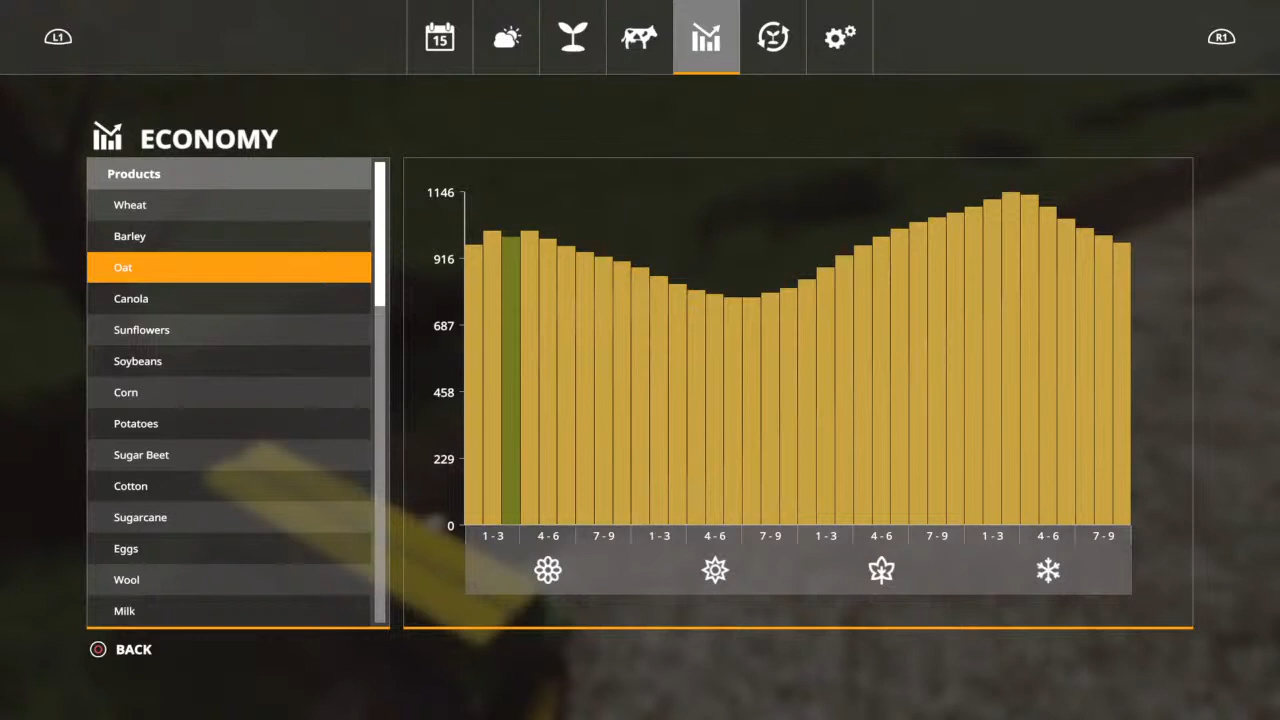 L1
15
R1
ECONOMY
Products
Wheat
Barley
Oat
Canola
Sunflowers
Soybeans
Corn
Potatoes
Sugar Beet
Cotton
Sugarcane
Eggs
Wool
Milk
1146
916
687
458
229
0
1 - 3 4 - 6 7 - 9 1 - 3 4 - 6 7 - 9 1 - 3 4 - 6 7 - 9 1 - 3 4 - 6 7 - 9
BACK